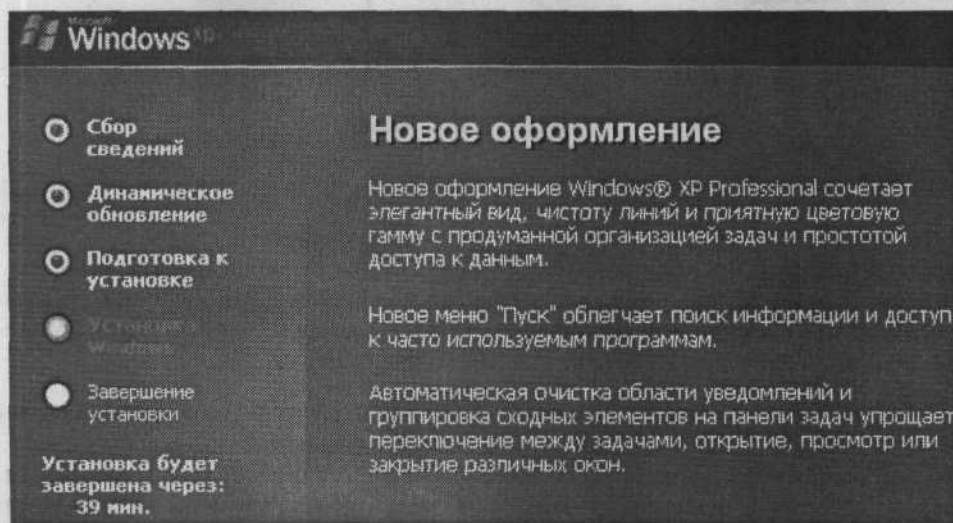 Microsoft
Windows xp
Сбор
сведений
Динамическое
обновление
Подготовка к
установке
Установка
Windows
Завершение
установки
Установка будет
завершена через:
39 мин.
Новое оформление
Новое оформление Windows® XP Professional сочетает
элегантный вид, чистоту линий и приятную цветовую
гамму с продуманной организацией задач и простотой
доступа к данным.
Новое меню "Пуск" облегчает поиск информации и доступ
к часто используемым программам.
Автоматическая очистка области уведомлений и
группировка сходных элементов на панели задач упрощает
переключение между задачами, открытие, просмотр или
закрытие различных окон.